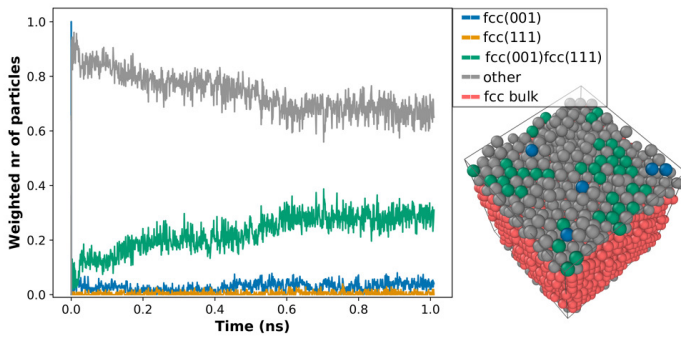 Weighted nr of particles
1.0
0.8
0.6
0.4
0.2
0.0
0.0 0.2 0.4 0.6 0.8 1.0
Time (ns)
fcc(001)
fcc(111)
fcc(001)fcc(111)
other
fcc bulk